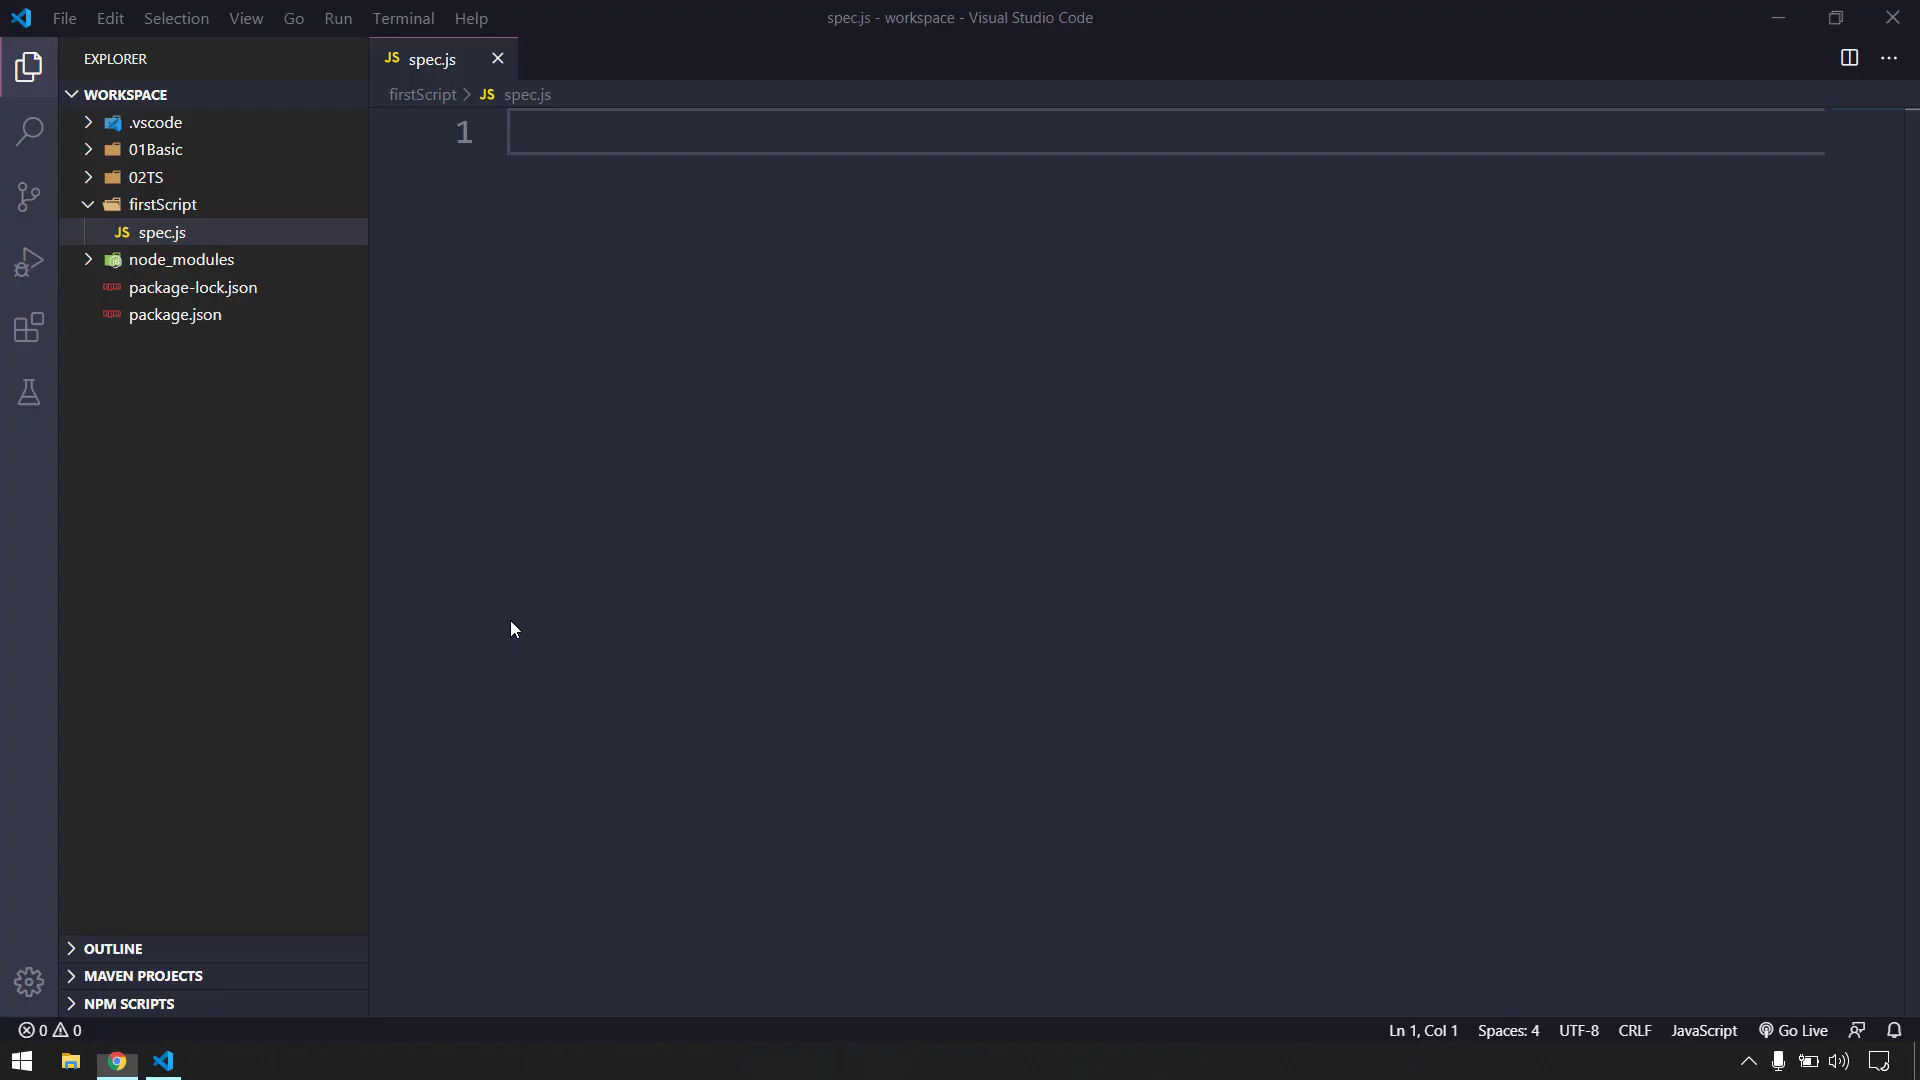 File Edit Selection View Go Run Terminal Help
spec.js - workspace - Visual Studio Code
EXPLORER
JS spec.js
WORKSPACE
firstScript > JS spec.js
.vscode
1
01Basic
02TS
firstScript
JS spec.js
node_modules
package-lock.json
package.json
OUTLINE
MAVEN PROJECTS
NPM SCRIPTS
0 0
Ln 1, Col 1 Spaces: 4 UTF-8 CRLF JavaScript Go Live